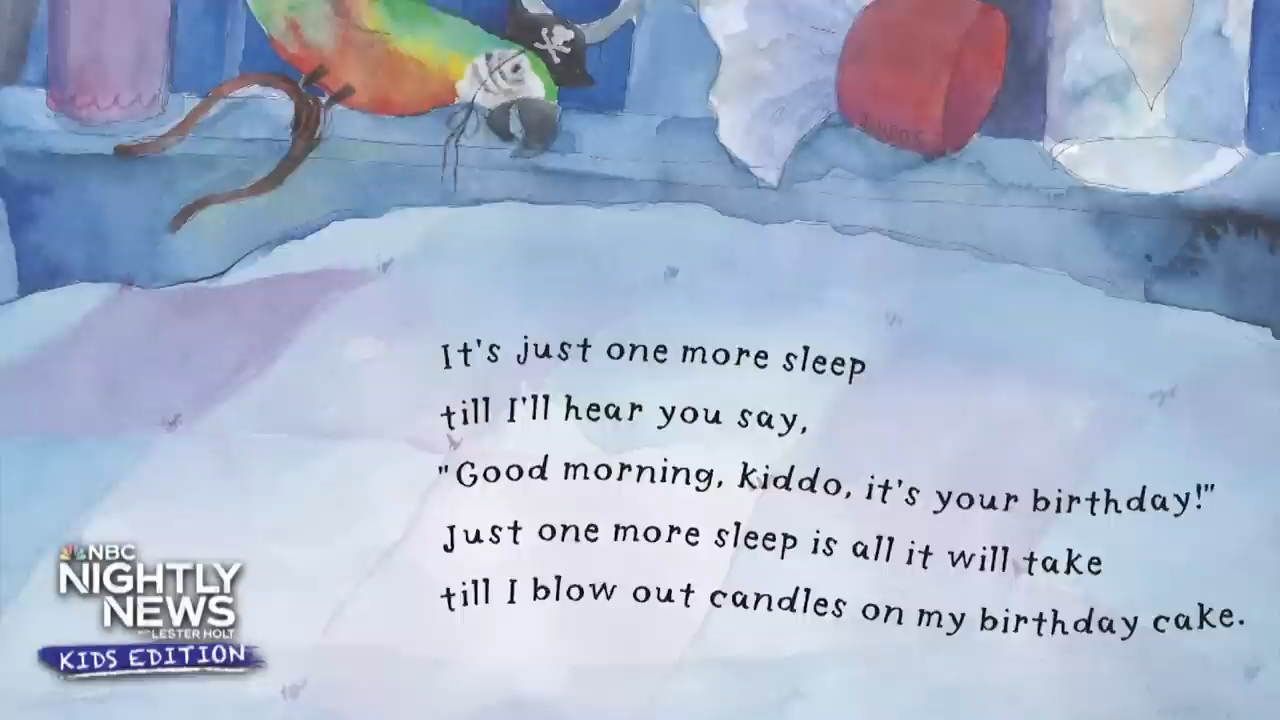 It's just one more sleep
till I'll hear you say,
"Good morning, kiddo, it's your birthday!"
Just one more sleep is all it will take
till I blow out candles on my birthday cake.
NBC
NIGHTLY
NEWS
WITH LESTER HOLT
KIDS EDITION